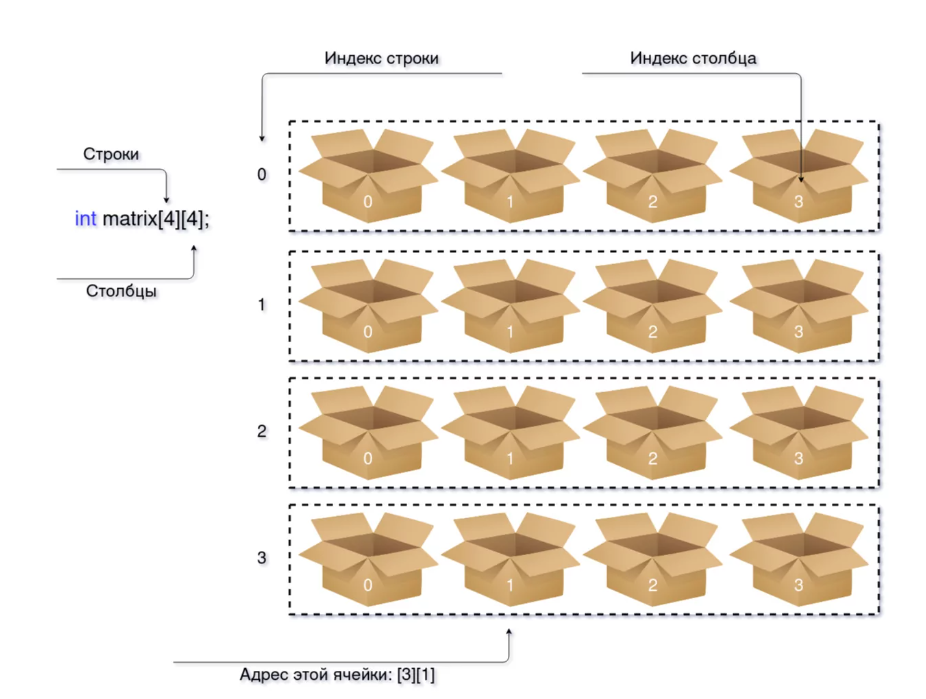 Индекс строки
Индекс столбца
Строки
int matrix[4][4];
Столбцы
0
0 1 2 3
1
0 1 2 3
2
0 1 2 3
3
0 1 2 3
Адрес этой ячейки: [3][1]